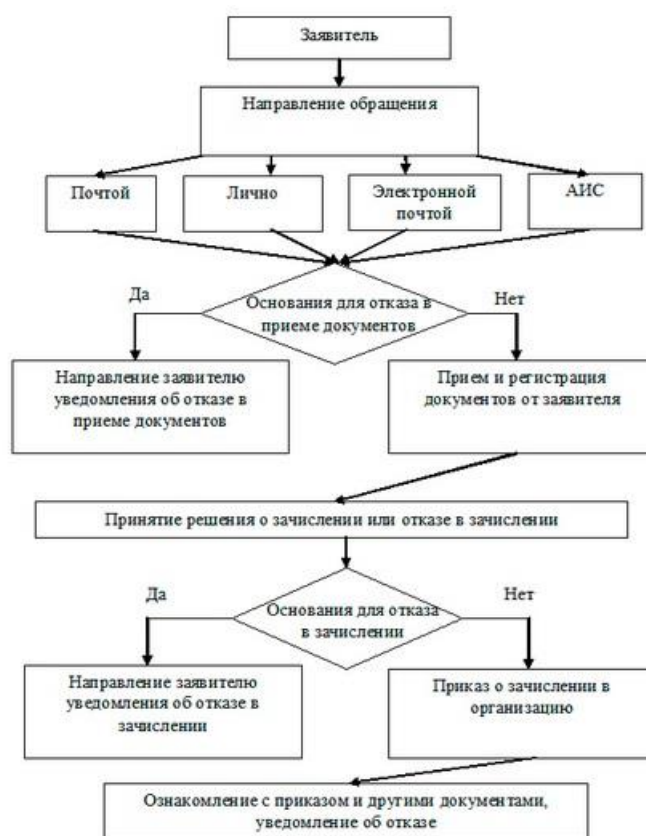 Заявитель
Направление обращения
Почтой
Лично
Электронной
почтой
АИС
Да
Основания для отказа в
приеме документов
Нет
Направление заявителю
уведомления об отказе в
приеме документов
Прием и регистрация
документов от заявителя
Принятие решения о зачислении или отказе в зачислении
Да
Основания для отказа
в зачислении
Нет
Направление заявителю
уведомления об отказе в
зачислении
Приказ о зачислении в
организацию
Ознакомление с приказом и другими документами,
уведомление об отказе